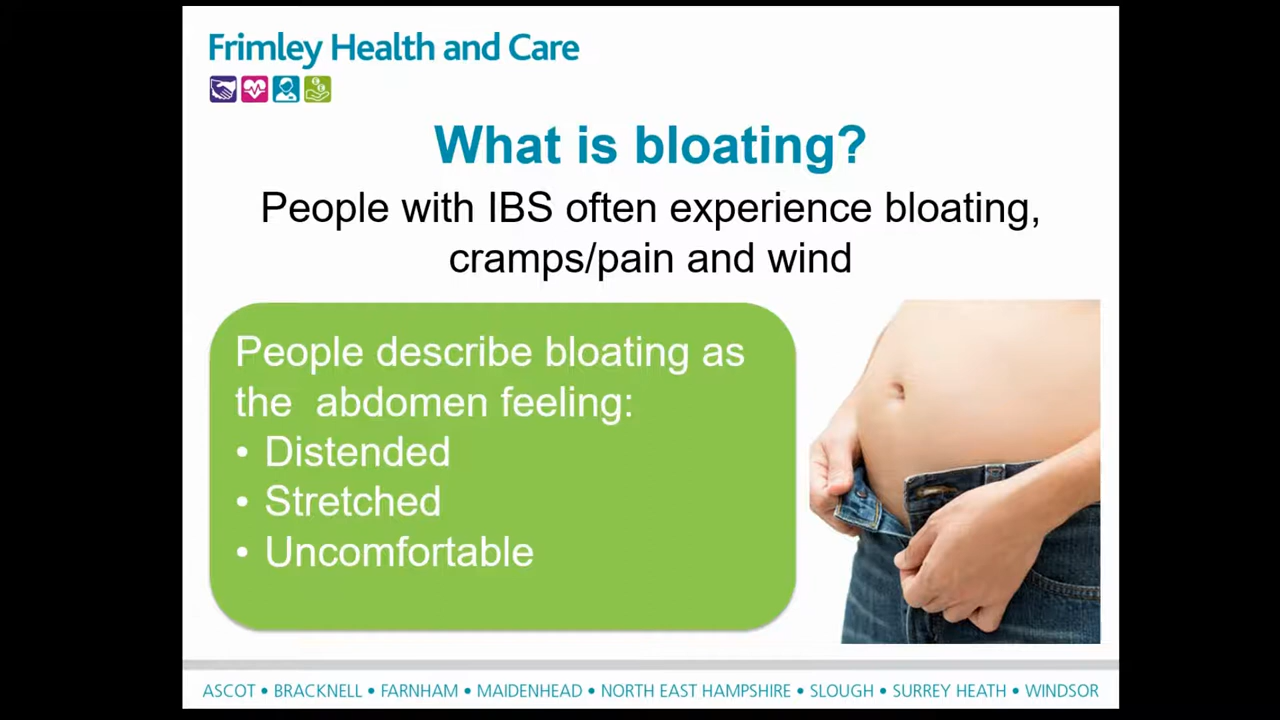 Frimley Health and Care
What is bloating?
People with IBS often experience bloating,
cramps/pain and wind
People describe bloating as
the  abdomen feeling:
• Distended
• Stretched
• Uncomfortable
ASCOT • BRACKNELL • FARNHAM • MAIDENHEAD • NORTH EAST HAMPSHIRE • SLOUGH • SURREY HEATH • WINDSOR